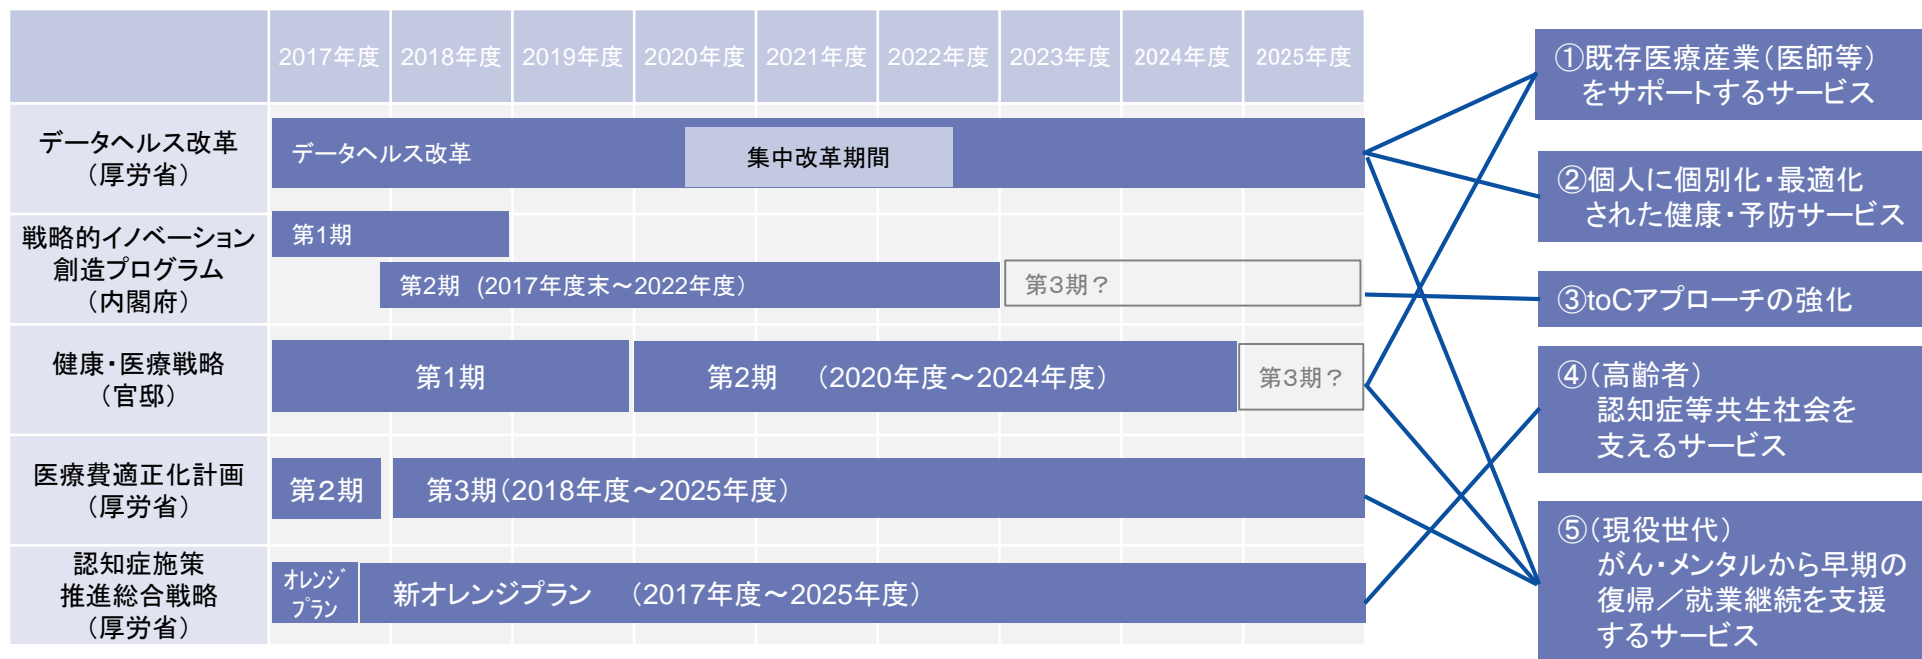 2017年度 2018年度 2019年度 2020年度 2021年度 2022年度 2023年度 2024年度 2025年度
データヘルス改革
（厚労省）
データヘルス改革
集中改革期間
戦略的イノベーション
創造プログラム
（内閣府）
第1期
第2期 (2017年度末～2022年度）
第３期？
健康・医療戦略
（官邸）
第1期
第2期 （2020年度～2024年度）
第３期？
医療費適正化計画
（厚労省）
第２期
第3期（2018年度～2025年度）
認知症施策
推進総合戦略
（厚労省）
オレンジ
プラン
新オレンジプラン （2017年度～2025年度）
①既存医療産業（医師等）
をサポートするサービス
②個人に個別化・最適化
された健康・予防サービス
③toCアプローチの強化
④（高齢者）
認知症等共生社会を
支えるサービス
⑤（現役世代）
がん・メンタルから早期の
復帰／就業継続を支援
するサービス